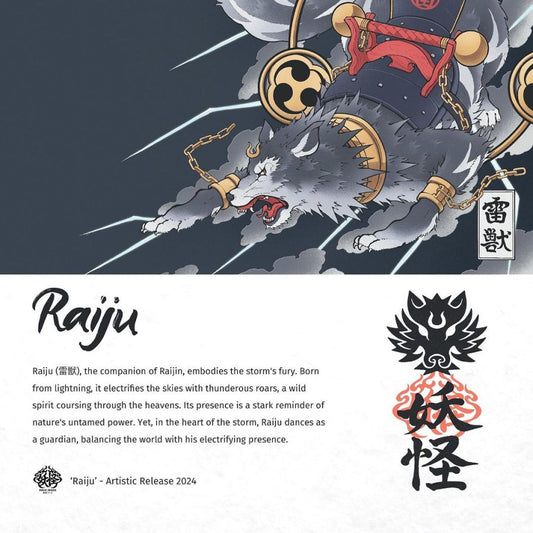 雷獣
Raiju
Raiju (雷獣), the companion of Raijin, embodies the storm's fury. Born
from lightning, it electrifies the skies with thunderous roars, a wild
spirit coursing through the heavens. Its presence is a stark reminder of
nature's untamed power. Yet, in the heart of the storm, Raiju dances as
a guardian, balancing the world with his electrifying presence.
'Raiju' - Artistic Release 2024
妖怪